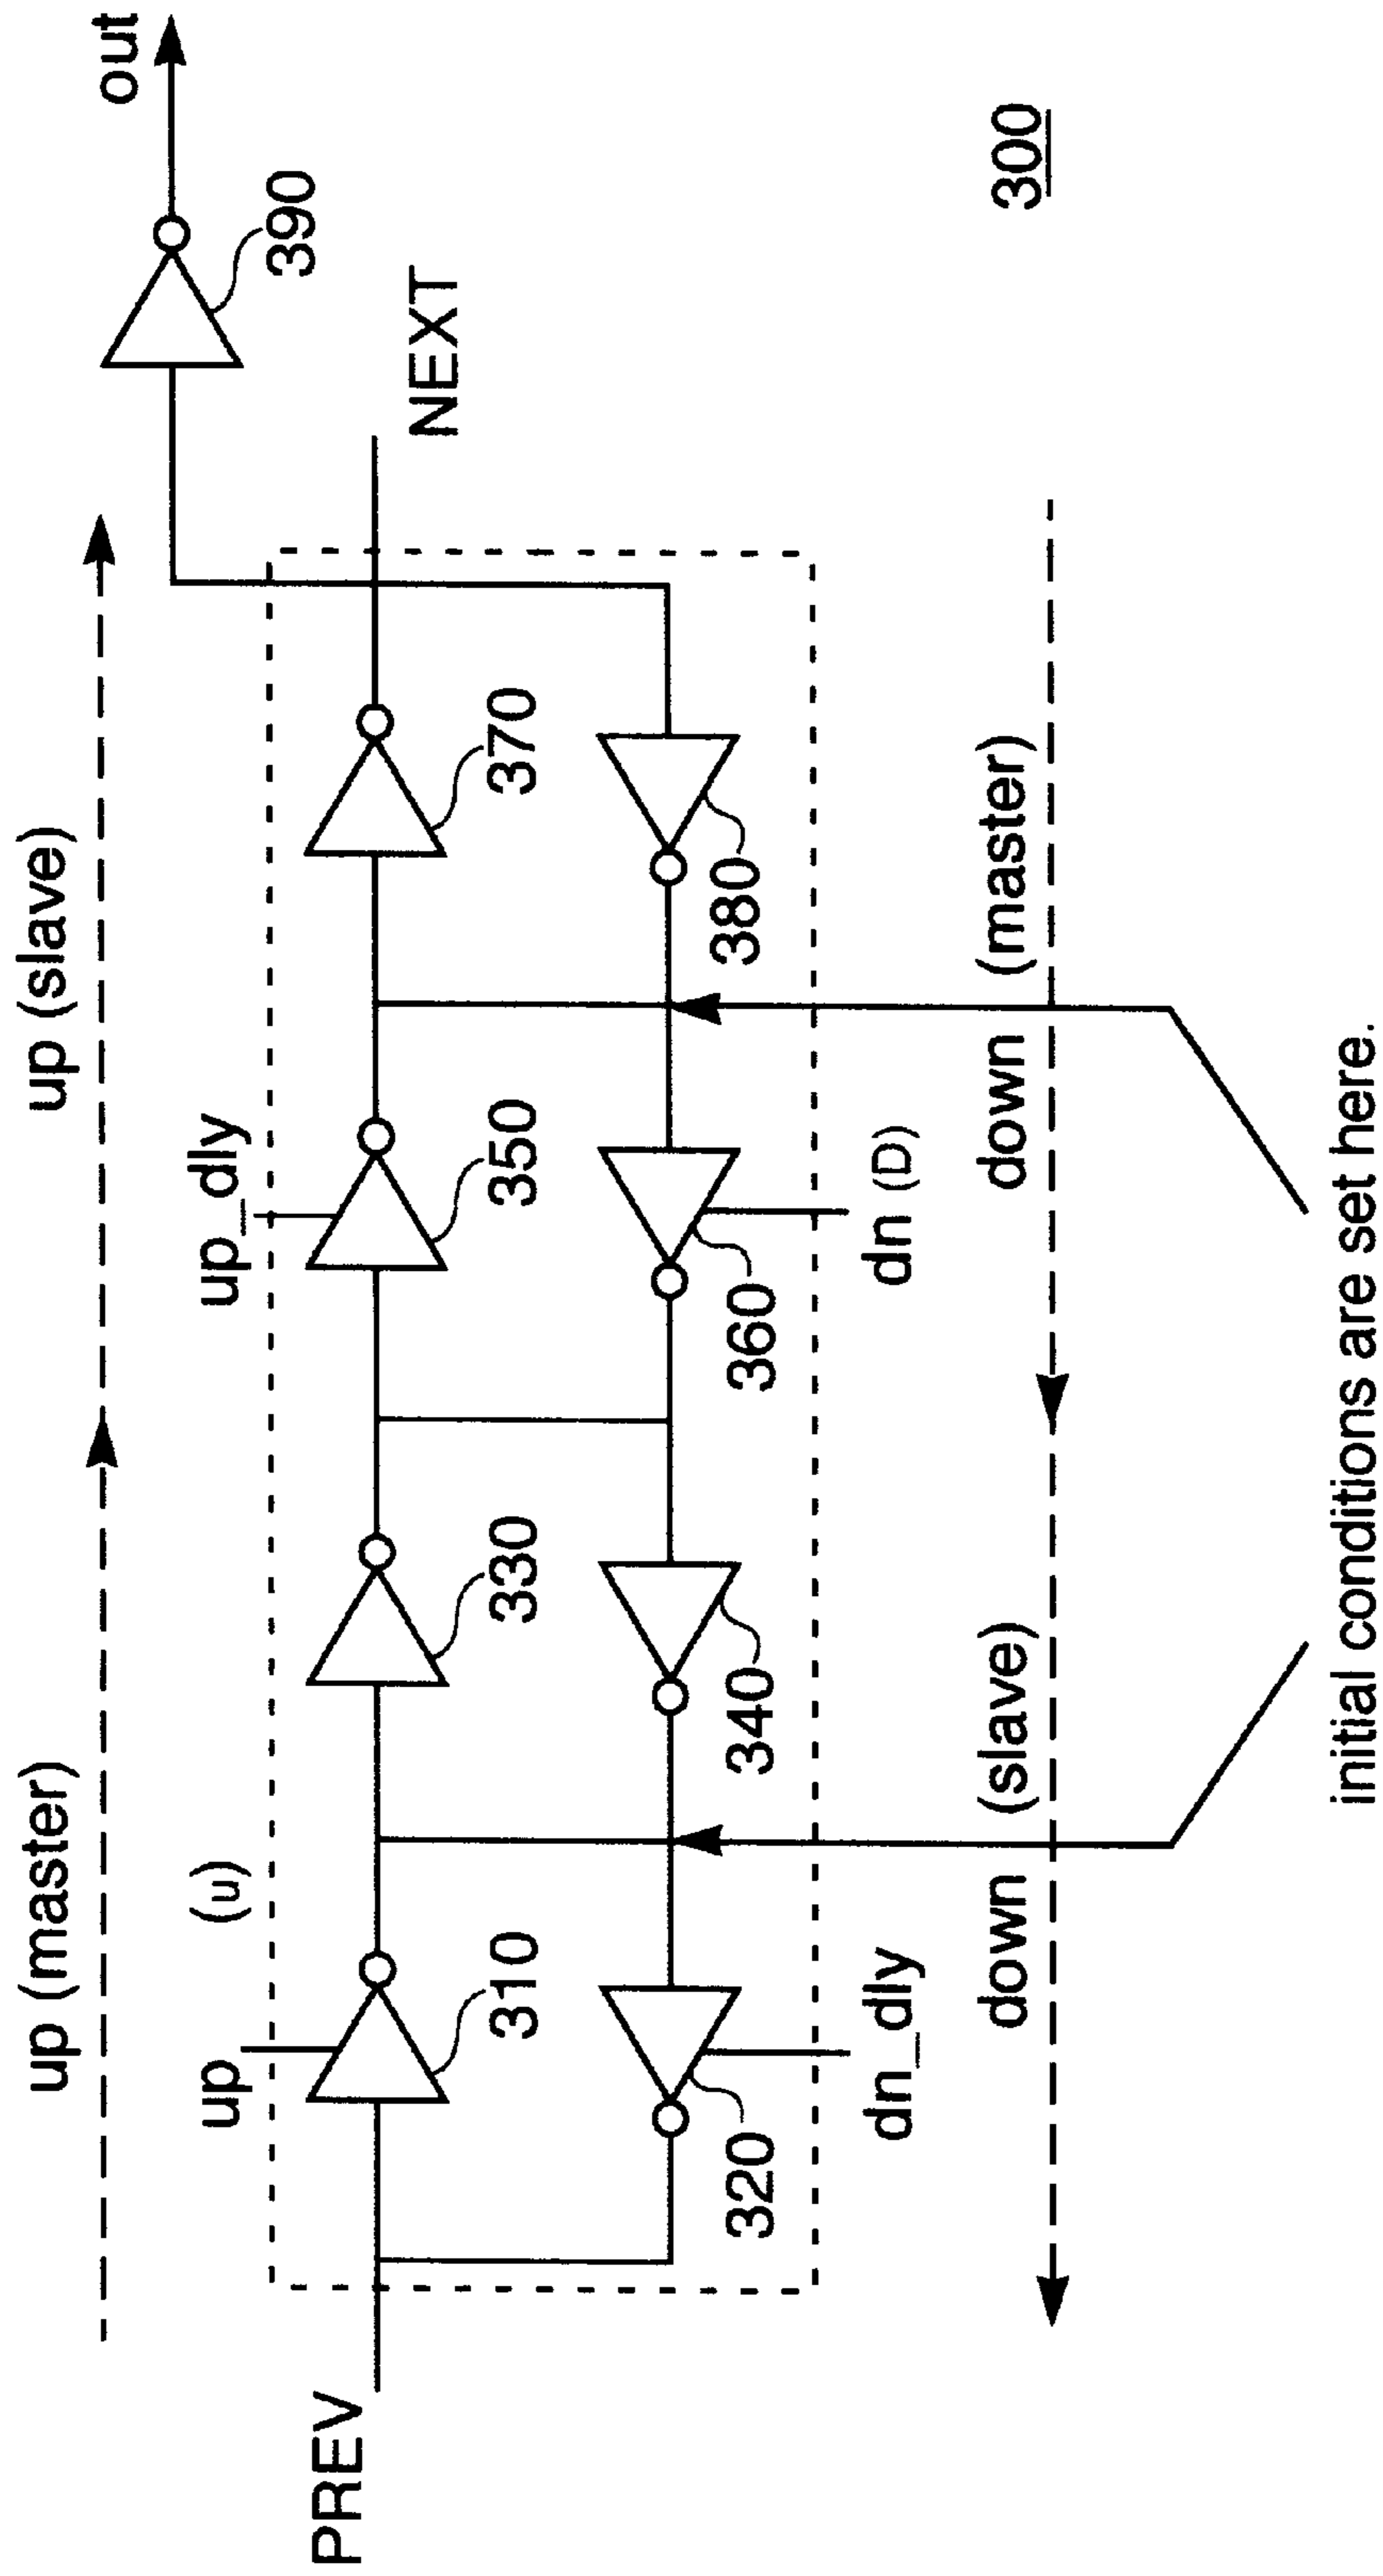 up (master)
up (slave)
out
(u)
up
up_dly
390
PREV
NEXT
310
330
350
370
320
340
360
380
dn_dly
dn (D)
down (slave)
down (master)
300
initial conditions are set here.